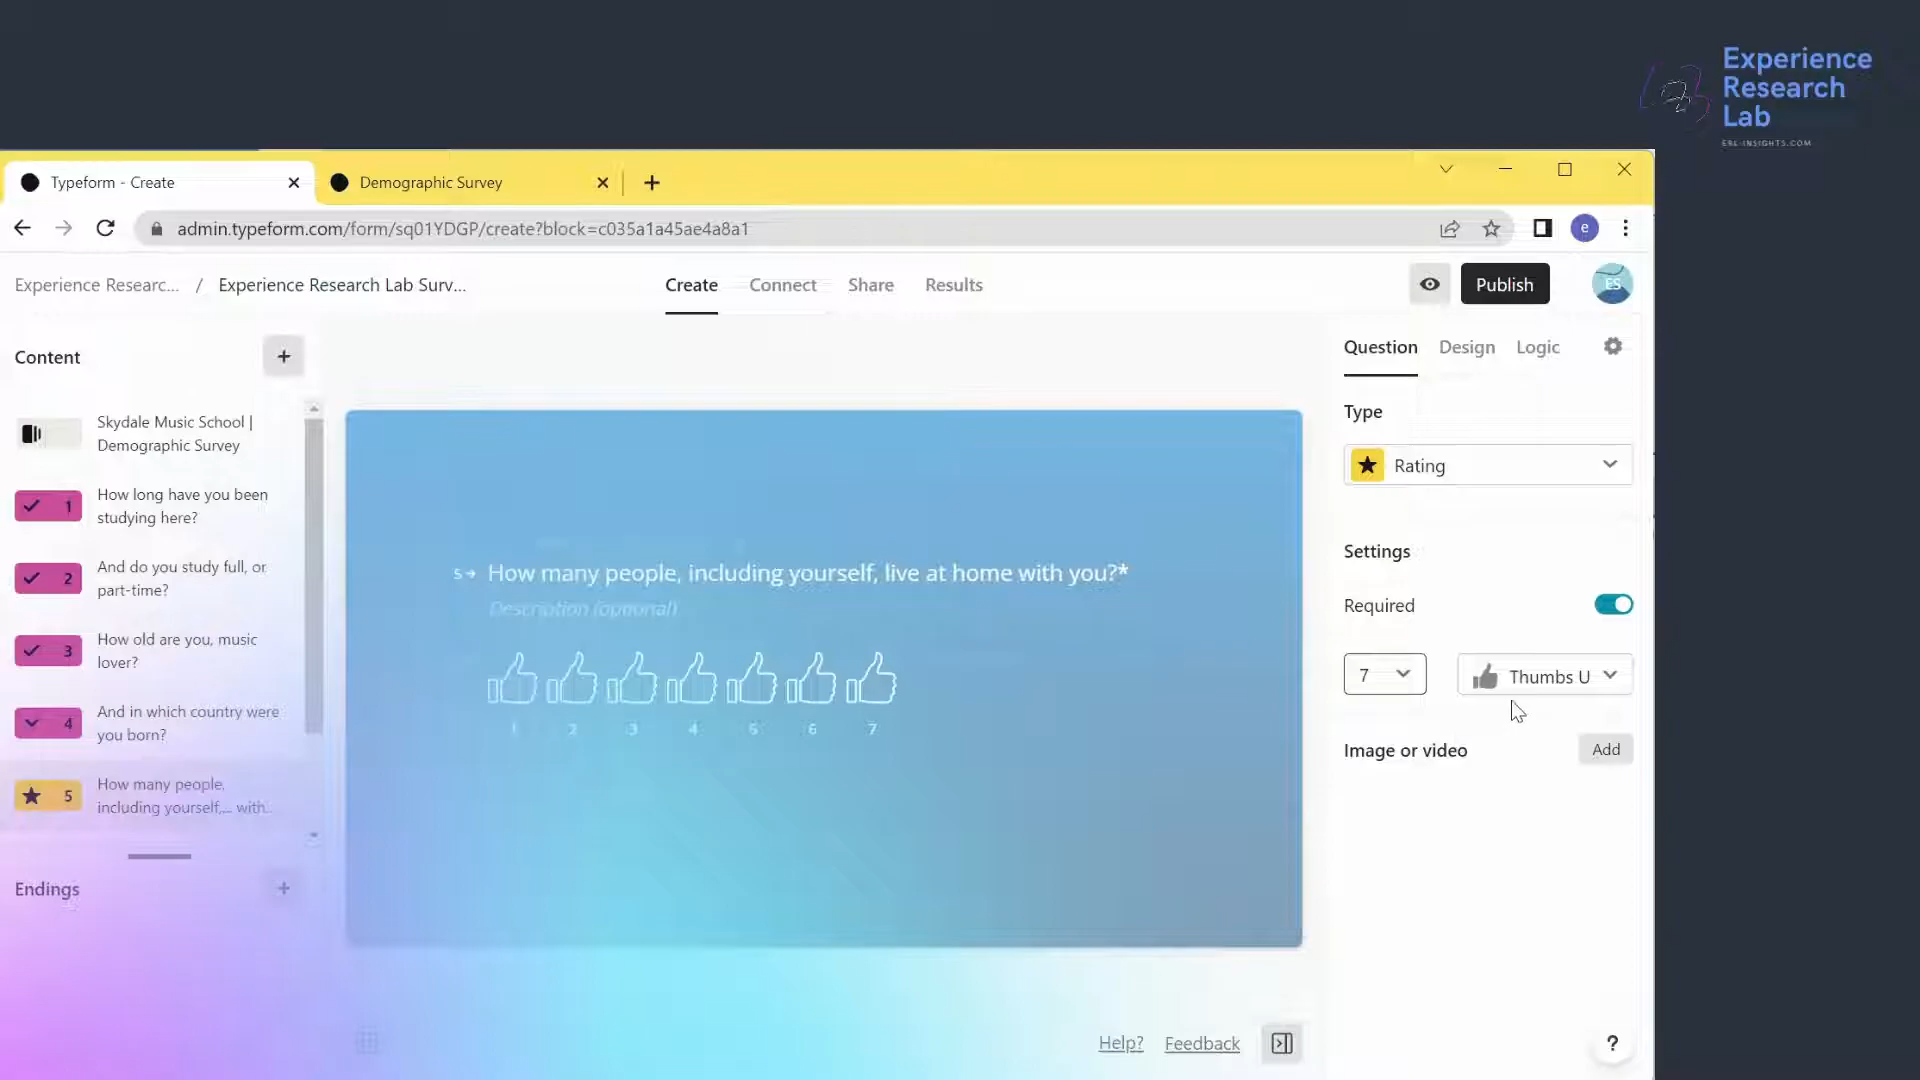 Experience
Research
Lab
ERL-INSIGHTS.COM
Typeform - Create
Demographic Survey
admin.typeform.com/form/sq01YDGP/create?block=c035a1a45ae4a8a1
e
Experience Researc... / Experience Research Lab Surv...
Create
Connect
Share
Results
Publish
ES
Content
+
Skydale Music School |
Demographic Survey
1
How long have you been
studying here?
2
And do you study full, or
part-time?
3
How old are you, music
lover?
4
And in which country were
you born?
5
How many people,
including yourself,... with...
Endings
+
5 → How many people, including yourself, live at home with you?*
Description (optional)
1 2 3 4 5 6 7
Help?
Feedback
Question
Design
Logic
Type
Rating
Settings
Required
7
Thumbs U
Image or video
Add
?